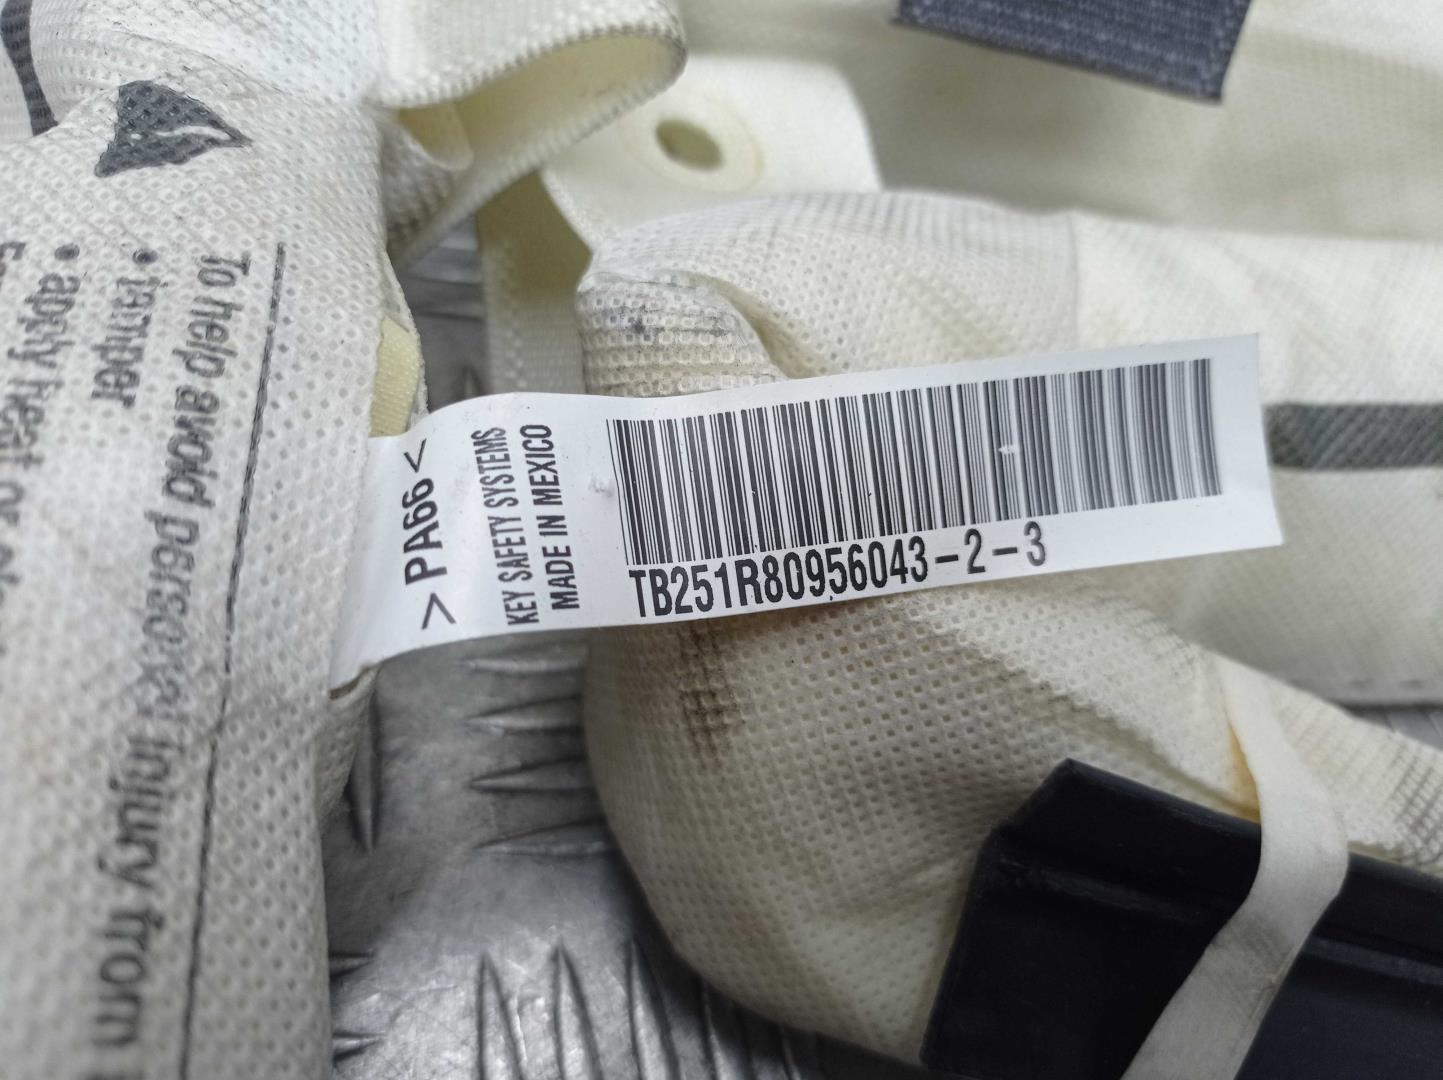 > PA66 <
KEY SAFETY SYSTEMS
MADE IN MEXICO
TB251R80956043-2-3
To help avoid personal injury from
• tamper
• apply heat or